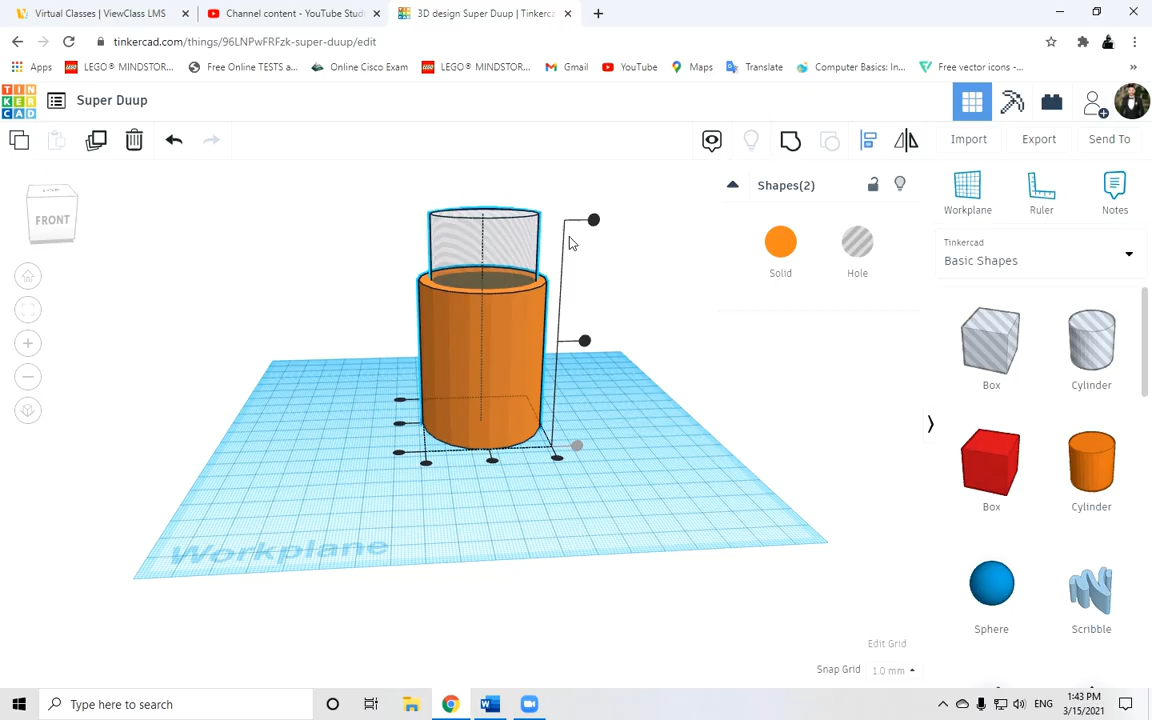 Virtual Classes | ViewClass LMS
Channel content - YouTube Studi
3D design Super Duup | Tinkerca
tinkercad.com/things/96LNPwFRFzk-super-duup/edit
Apps
LEGO® MINDSTOR...
Free Online TESTS a...
Online Cisco Exam
LEGO® MINDSTOR...
Gmail
YouTube
Maps
Translate
Computer Basics: In...
Free vector icons -...
TIN
KER
CAD
Super Duup
Import
Export
Send To
FRONT
Shapes(2)
Solid
Hole
Workplane
Ruler
Notes
Tinkercad
Basic Shapes
Box
Cylinder
Box
Cylinder
Sphere
Scribble
Workplane
Edit Grid
Snap Grid
1.0 mm
Type here to search
ENG
1:43 PM
3/15/2021